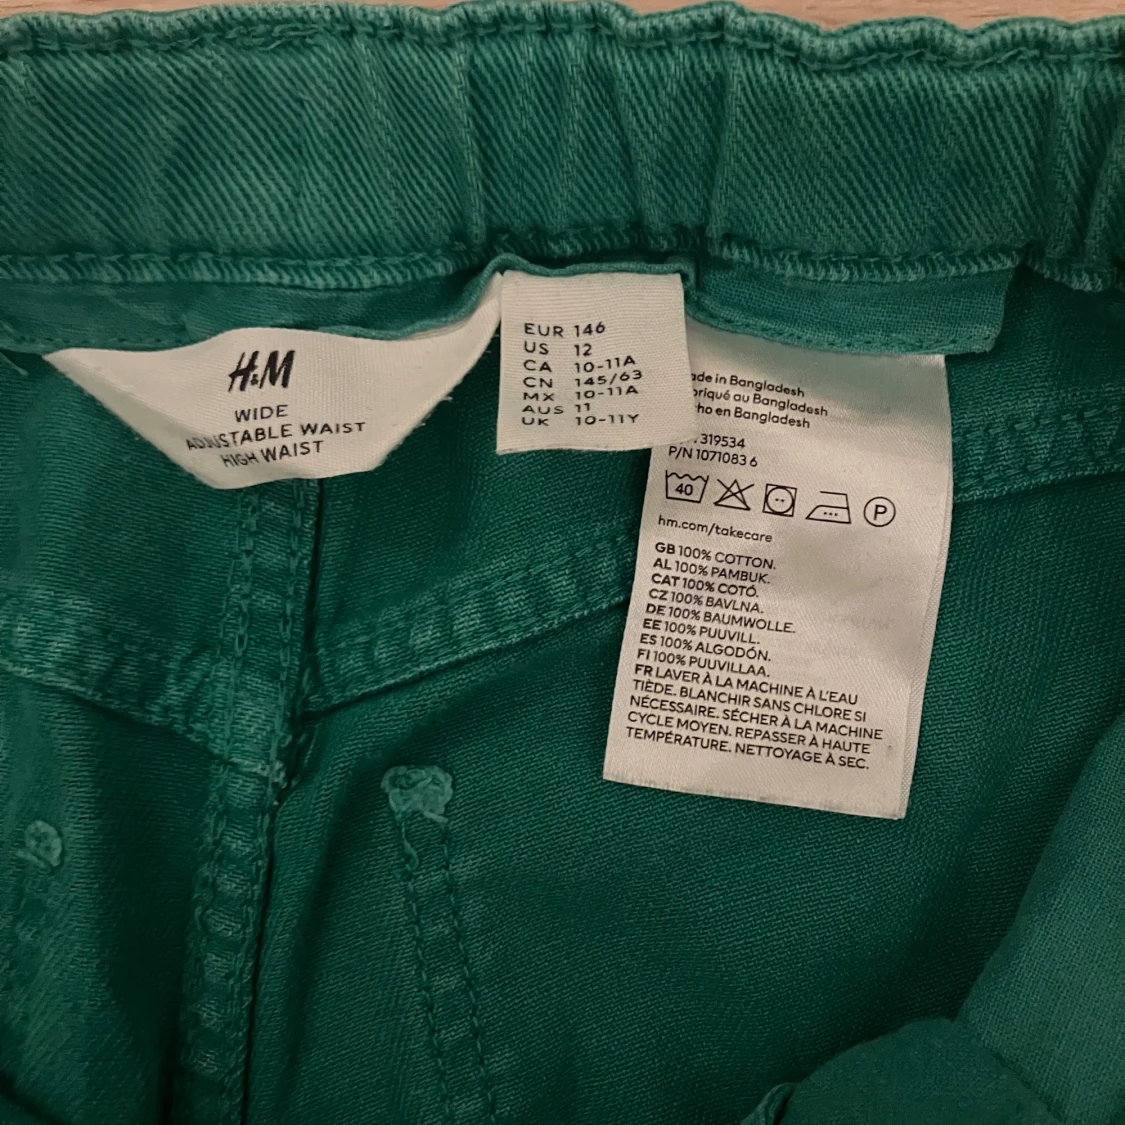 H&M
WIDE
ADJUSTABLE WAIST
HIGH WAIST
EUR 146
US 12
CA 10-11A
CN 145/63
MX 10-11A
AUS 11
UK 10-11Y
in Bangladesh
au Bangladesh
en Bangladesh
319534
P/N 1071083 6
40
P
hm.com/takecare
GB 100% COTTON.
AL 100% PAMBUK.
CAT 100% COTÓ.
CZ 100% BAVLNA.
DE 100% BAUMWOLLE.
EE 100% PUUVILL.
ES 100% ALGODÓN.
FI 100% PUUVILLAA.
FR LAVER À LA MACHINE À L'EAU
TIÈDE. BLANCHIR SANS CHLORE SI
NÉCESSAIRE. SÉCHER À LA MACHINE
CYCLE MOYEN. REPASSER À HAUTE
TEMPÉRATURE. NETTOYAGE À SEC.